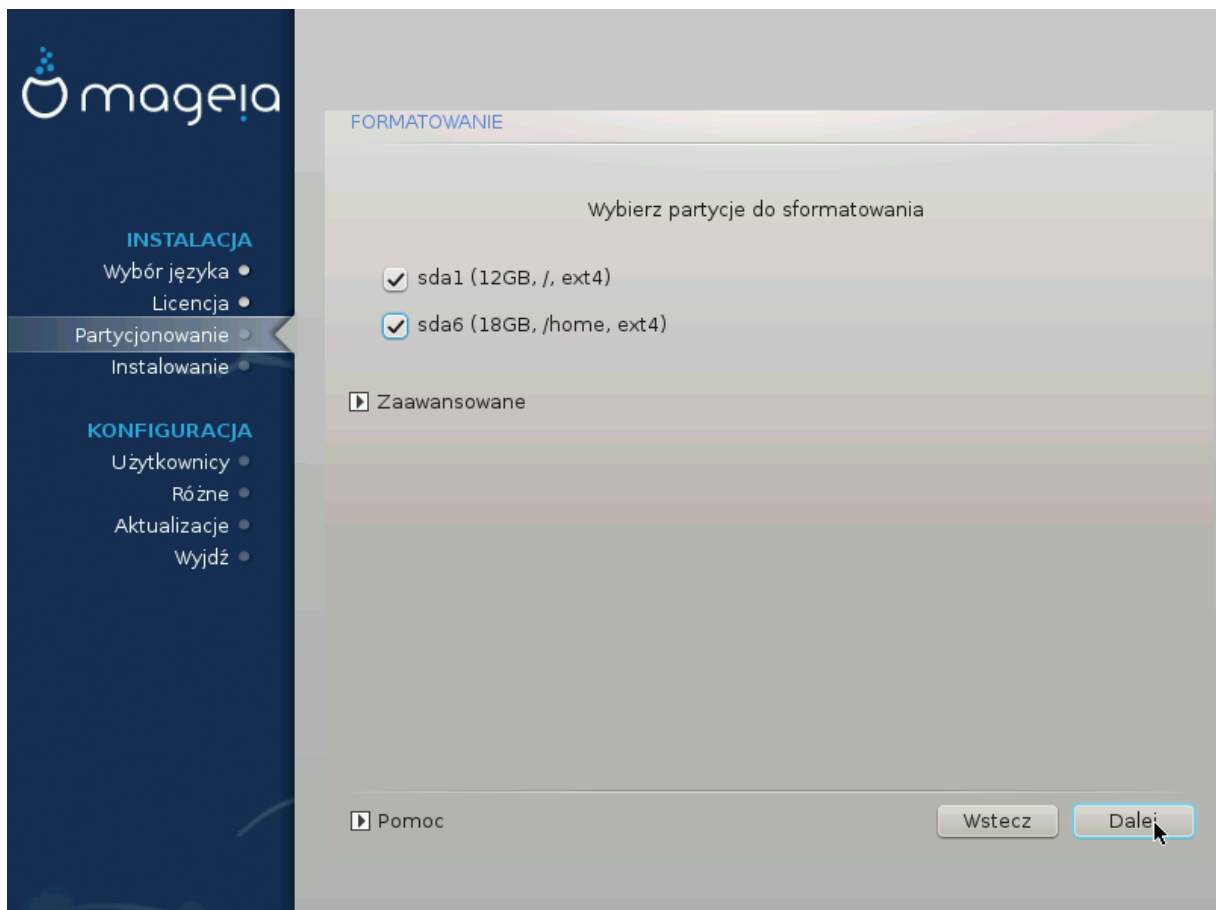 mageia
INSTALACJA
Wybór języka
Licencja
Partycjonowanie
Instalowanie
KONFIGURACJA
Użytkownicy
Różne
Aktualizacje
Wyjdź
FORMATOWANIE
Wybierz partycje do sformatowania
sda1 (12GB, /, ext4)
sda6 (18GB, /home, ext4)
Zaawansowane
Pomoc
Wstecz
Dalej